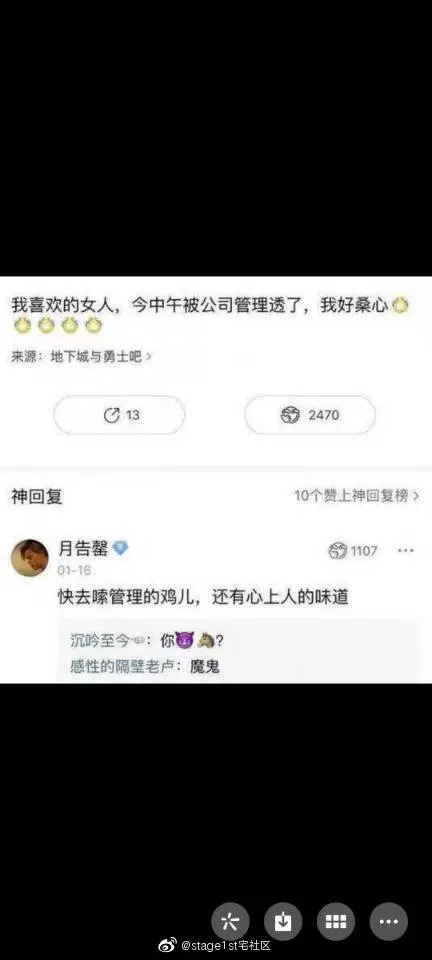 我喜欢的女人，今中午被公司管理透了，我好桑心
来源：地下城与勇士吧 >
13
2470
神回复
10个赞上神回复榜 >
月告罄
1107
01-16
快去嗦管理的鸡儿，还有心上人的味道
沉吟至今☜：你😈🐴?
感性的隔壁老卢：魔鬼
@stage1st宅社区